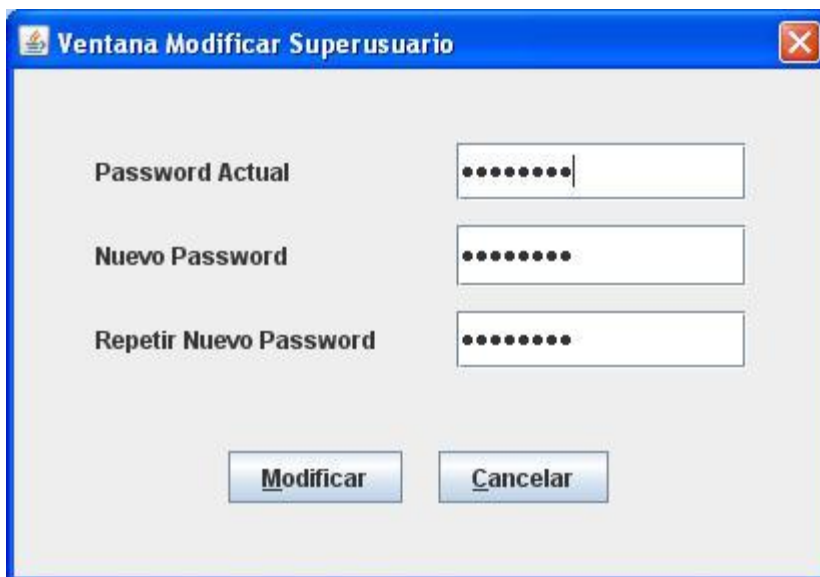 Ventana Modificar Superusuario
Password Actual ••••••••
Nuevo Password ••••••••
Repetir Nuevo Password ••••••••
Modificar Cancelar